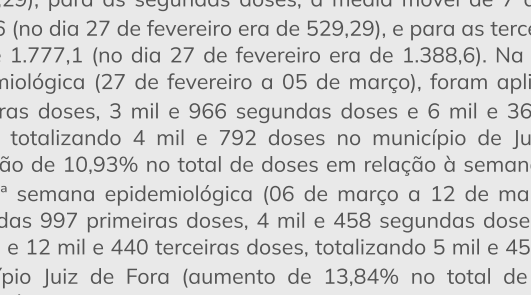 ,29), para as segundas doses, a média móvel de 7
6 (no dia 27 de fevereiro era de 529,29), e para as terce
1.777,1 (no dia 27 de fevereiro era de 1.388,6). Na
miológica (27 de fevereiro a 05 de março), foram apli
ras doses, 3 mil e 966 segundas doses e 6 mil e 36
totalizando 4 mil e 792 doses no município de Ju
ão de 10,93% no total de doses em relação à seman
ª semana epidemiológica (06 de março a 12 de ma
das 997 primeiras doses, 4 mil e 458 segundas dose
e 12 mil e 440 terceiras doses, totalizando 5 mil e 45
ípio Juiz de Fora (aumento de 13,84% no total de